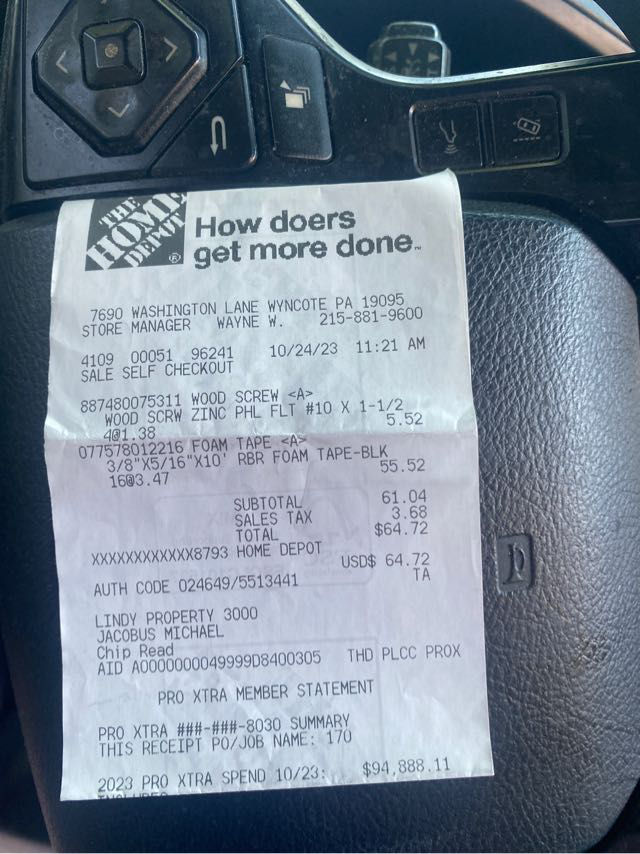 THE
HOME
DEPOT
®
How doers
get more done™
7690 WASHINGTON LANE WYNCOTE PA 19095
STORE MANAGER WAYNE W. 215-881-9600
4109 00051 96241 10/24/23 11:21 AM
SALE SELF CHECKOUT
887480075311 WOOD SCREW <A>
WOOD SCRW ZINC PHL FLT #10 X 1-1/2
4@1.38 5.52
077578012216 FOAM TAPE <A>
3/8"X5/16"X10' RBR FOAM TAPE-BLK
16@3.47 55.52
SUBTOTAL 61.04
SALES TAX 3.68
TOTAL $64.72
XXXXXXXXXXXX8793 HOME DEPOT
USD$ 64.72
AUTH CODE 024649/5513441 TA
LINDY PROPERTY 3000
JACOBUS MICHAEL
Chip Read
AID A0000000049999D8400305 THD PLCC PROX
PRO XTRA MEMBER STATEMENT
PRO XTRA ###-###-8030 SUMMARY
THIS RECEIPT PO/JOB NAME: 170
2023 PRO XTRA SPEND 10/23: $94,888.11